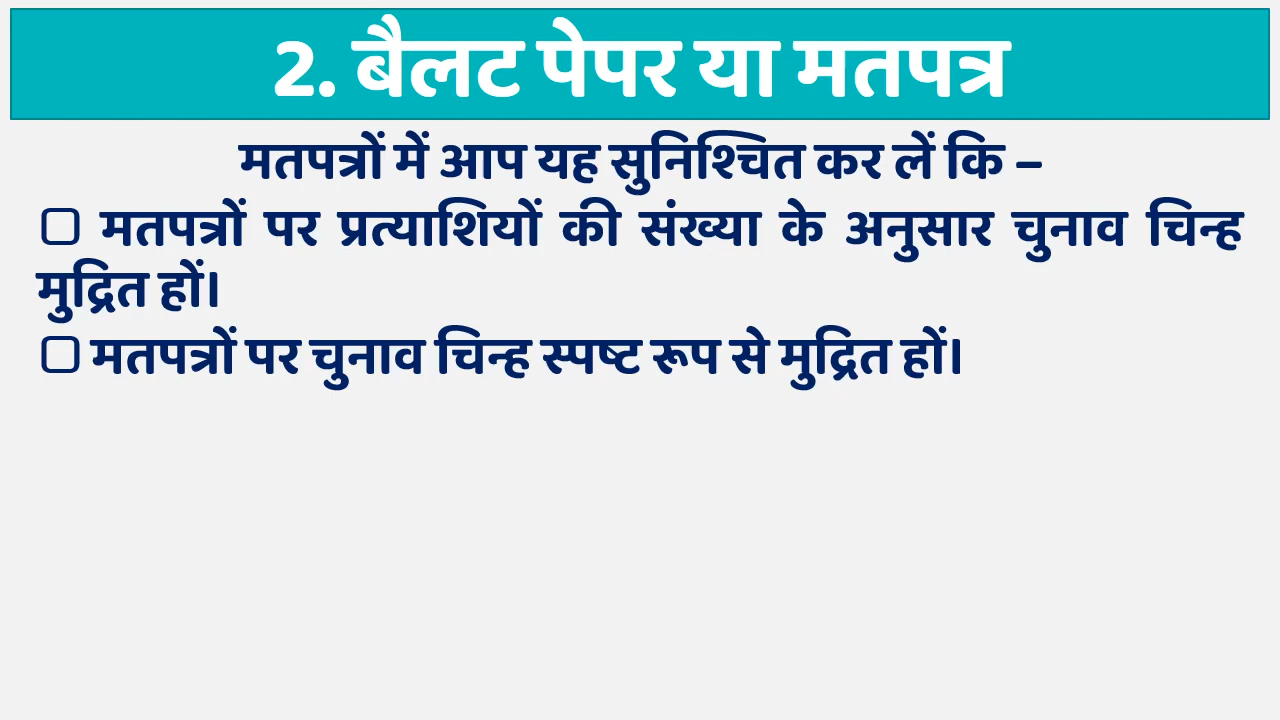 2. बैलट पेपर या मतपत्र
मतपत्रों में आप यह सुनिश्चित कर लें कि –
▢ मतपत्रों पर प्रत्याशियों की संख्या के अनुसार चुनाव चिन्ह
मुद्रित हों।
▢ मतपत्रों पर चुनाव चिन्ह स्पष्ट रूप से मुद्रित हों।